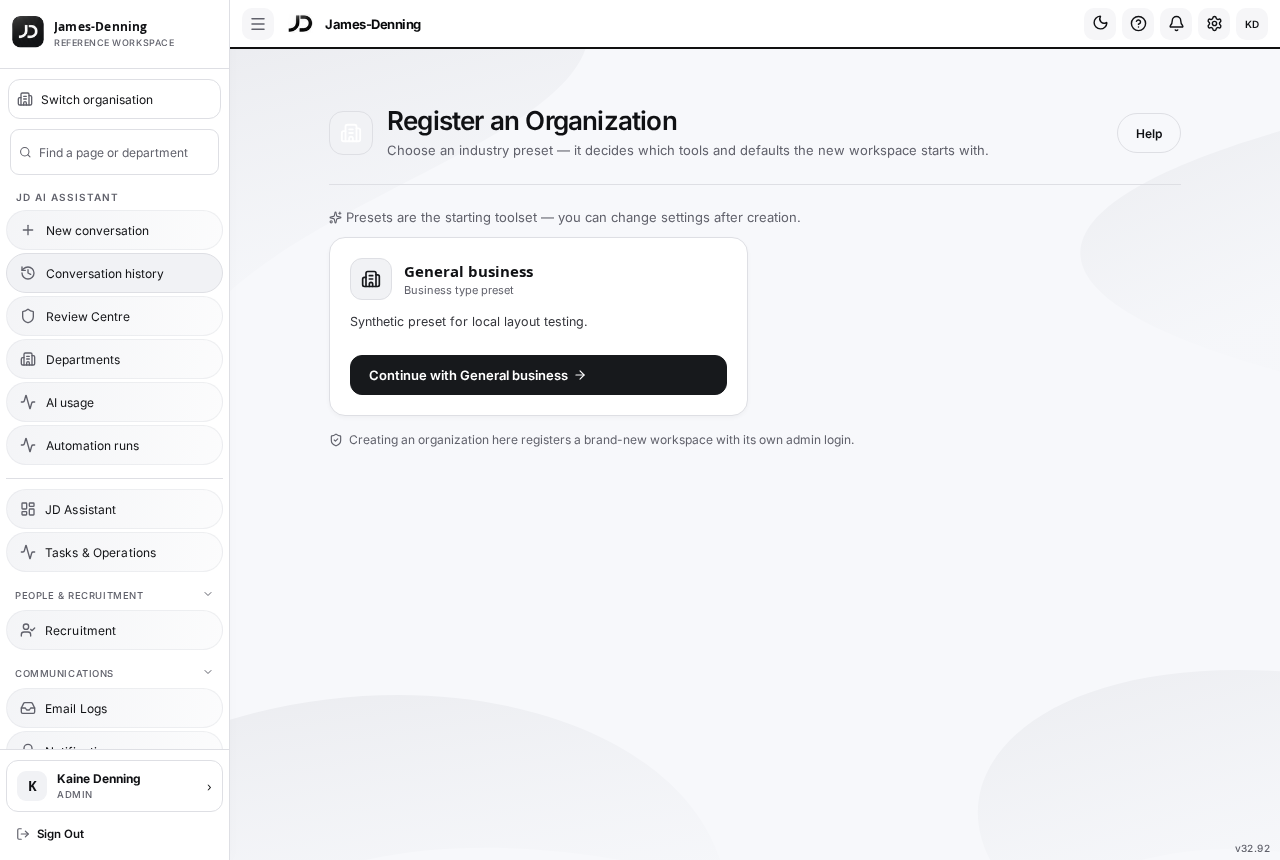 James-Denning
REFERENCE WORKSPACE
Switch organisation
Find a page or department
JD AI ASSISTANT
New conversation
Conversation history
Review Centre
Departments
AI usage
Automation runs
JD Assistant
Tasks & Operations
PEOPLE & RECRUITMENT
Recruitment
COMMUNICATIONS
Email Logs
K
Kaine Denning
ADMIN
Sign Out
JD
James-Denning
KD
Register an Organization
Choose an industry preset — it decides which tools and defaults the new workspace starts with.
Help
Presets are the starting toolset — you can change settings after creation.
General business
Business type preset
Synthetic preset for local layout testing.
Continue with General business →
Creating an organization here registers a brand-new workspace with its own admin login.
v32.92